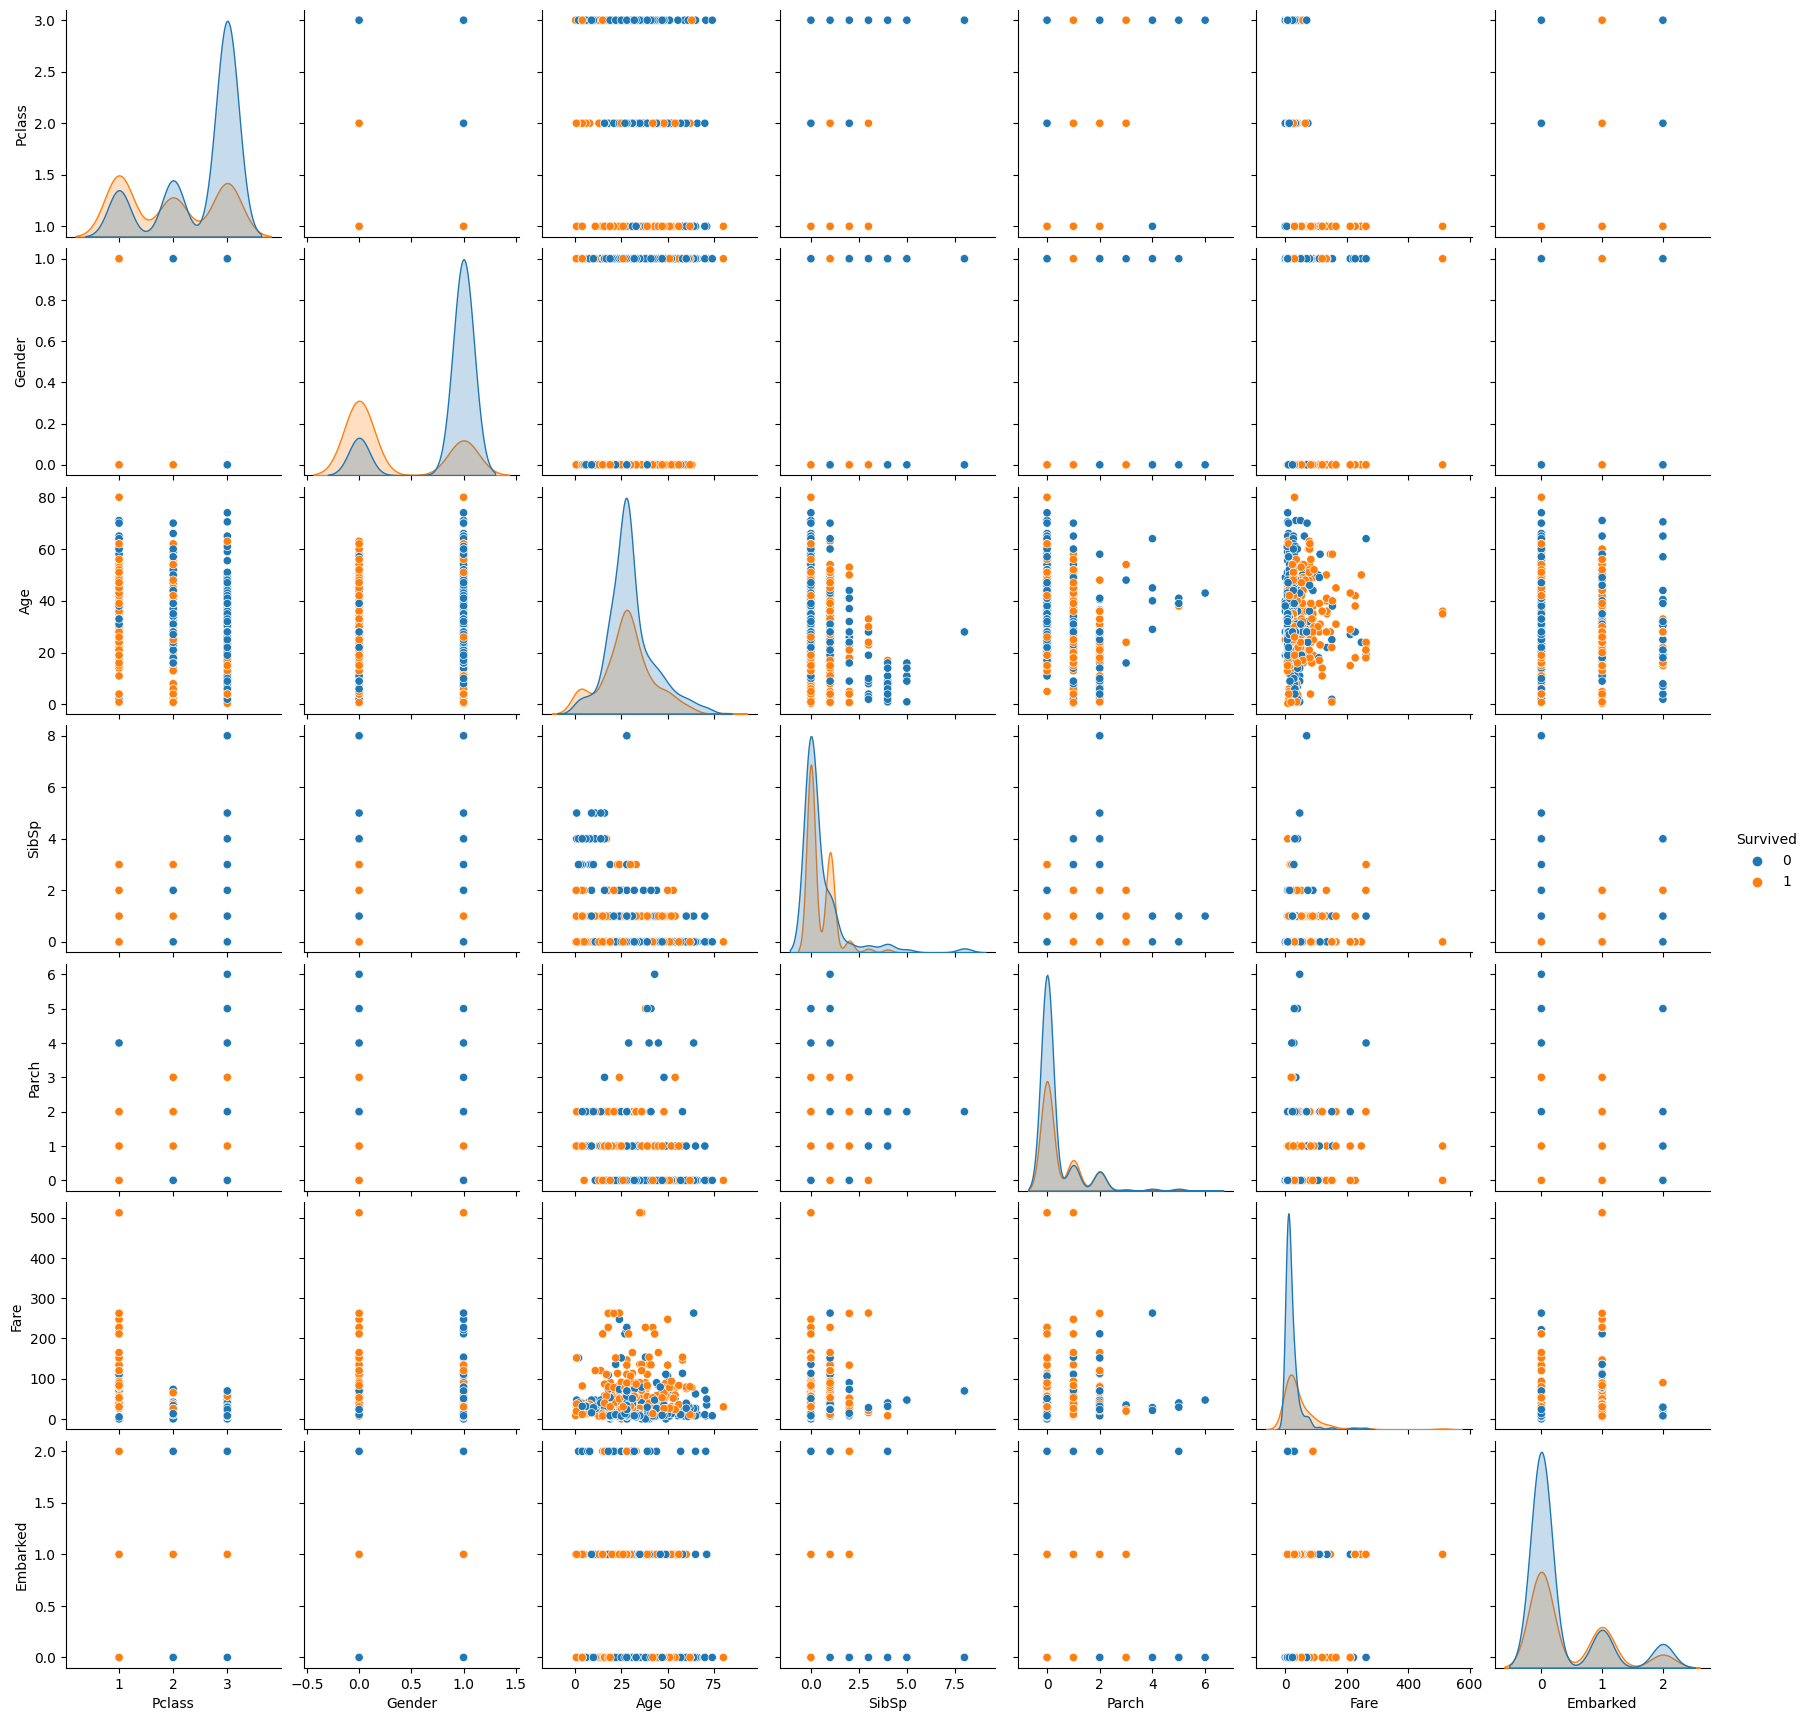 3.0
2.5
2.0
1.5
1.0
Pclass
1.0
0.8
0.6
0.4
0.2
0.0
Gender
80
60
40
20
0
Age
8
6
4
2
0
SibSp
Survived
0
1
6
5
4
3
2
1
0
Parch
500
400
300
200
100
0
Fare
2.0
1.5
1.0
0.5
0.0
Embarked
1 2 3
Pclass
−0.5 0.0 0.5 1.0 1.5
Gender
0 25 50 75
Age
0.0 2.5 5.0 7.5
SibSp
0 2 4 6
Parch
0 200 400 600
Fare
0 1 2
Embarked